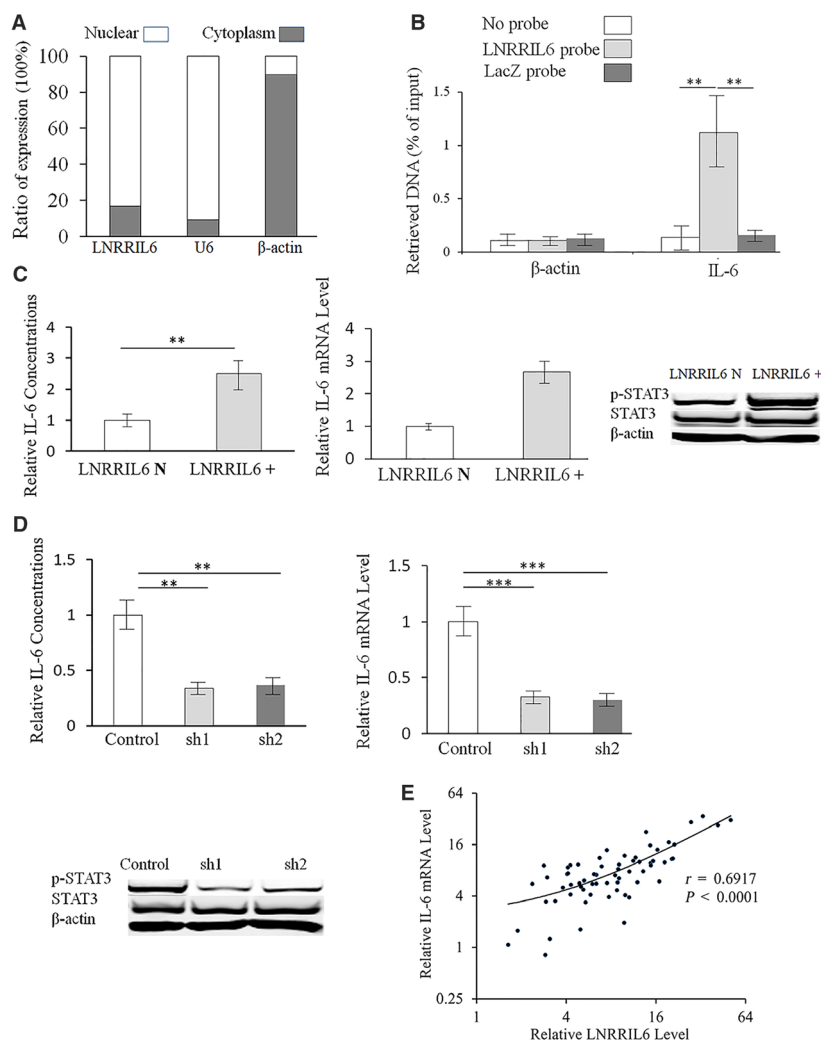 A
Nuclear Cytoplasm
Ratio of expression (100%)
100
80
60
40
20
0
LNRRIL6 U6 β-actin
B
No probe
LNRRIL6 probe
LacZ probe
Retrieved DNA (% of input)
1.5
1
0.5
0
** **
β-actin IL-6
C
Relative IL-6 Concentrations
4
3
2
1
0
**
LNRRIL6 N LNRRIL6 +
Relative IL-6 mRNA Level
4
3
2
1
0
LNRRIL6 N LNRRIL6 +
LNRRIL6 N LNRRIL6 +
p-STAT3
STAT3
β-actin
D
Relative IL-6 Concentrations
1.5
1
0.5
0
**
**
Control sh1 sh2
Relative IL-6 mRNA Level
1.5
1
0.5
0
***
***
Control sh1 sh2
Control sh1 sh2
p-STAT3
STAT3
β-actin
E
Relative IL-6 mRNA Level
64
16
4
1
0.25
r = 0.6917
P < 0.0001
1 4 16 64
Relative LNRRIL6 Level